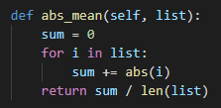 def abs_mean(self, list):
    sum = 0
    for i in list:
        sum += abs(i)
    return sum / len(list)